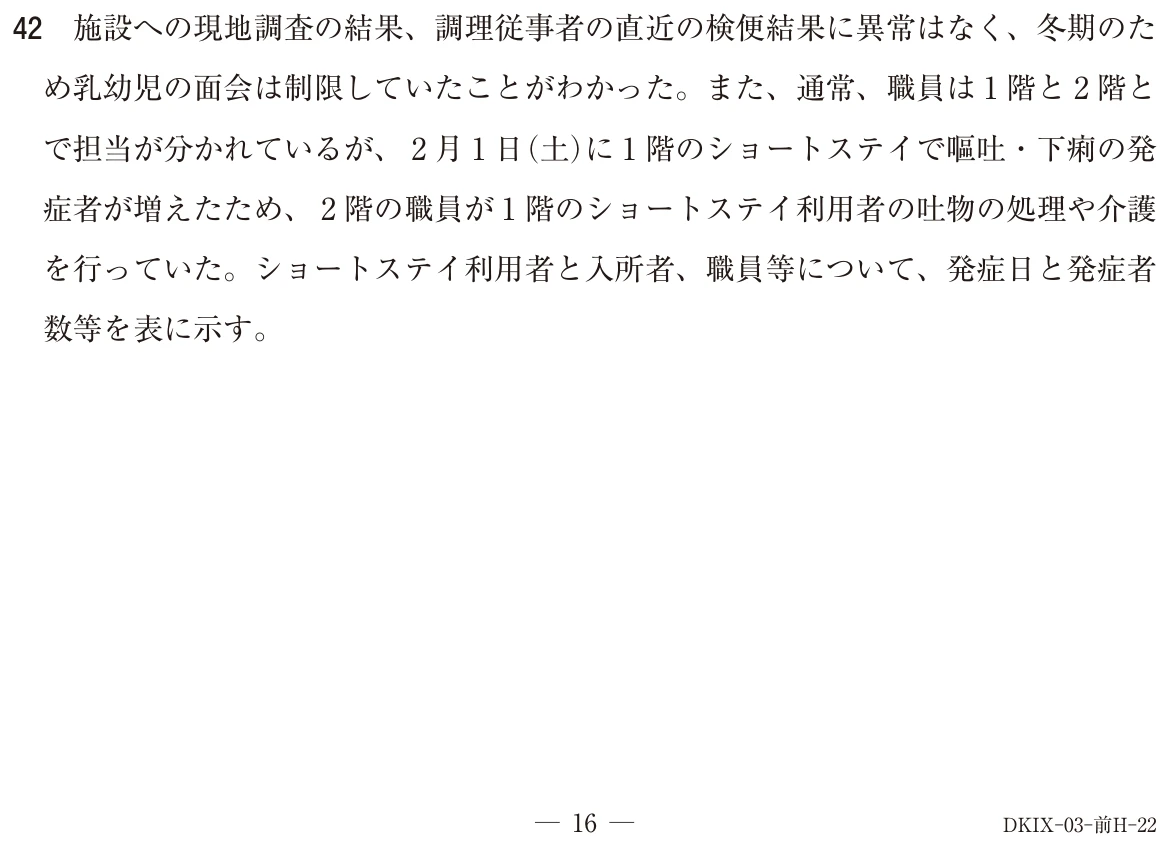 42　施設への現地調査の結果、調理従事者の直近の検便結果に異常はなく、冬期のた
め乳幼児の面会は制限していたことがわかった。また、通常、職員は１階と２階と
で担当が分かれているが、２月１日(土)に１階のショートステイで嘔吐・下痢の発
症者が増えたため、２階の職員が１階のショートステイ利用者の吐物の処理や介護
を行っていた。ショートステイ利用者と入所者、職員等について、発症日と発症者
数等を表に示す。
— 16 —
DKIX-03-前H-22